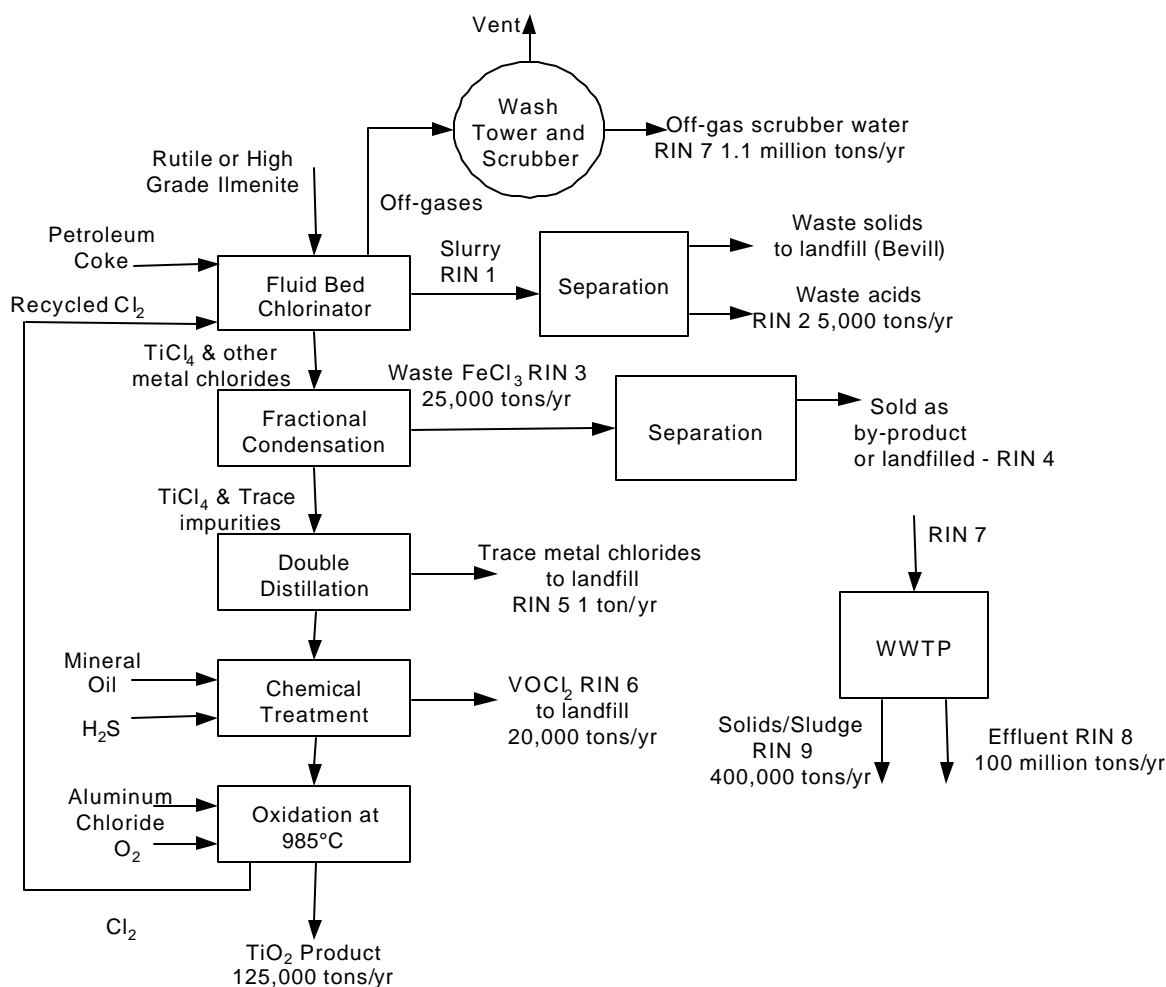 Vent
Wash
Tower and
Scrubber
Off-gas scrubber water
RIN 7 1.1 million tons/yr
Rutile or High
Grade Ilmenite
Off-gases
Petroleum
Coke
Fluid Bed
Chlorinator
Slurry
RIN 1
Separation
Waste solids
to landfill (Bevill)
Waste acids
RIN 2 5,000 tons/yr
Recycled Cl₂
TiCl₄ & other
metal chlorides
Fractional
Condensation
Waste FeCl₃ RIN 3
25,000 tons/yr
Separation
Sold as
by-product
or landfilled - RIN 4
TiCl₄ & Trace
impurities
Double
Distillation
Trace metal chlorides
to landfill
RIN 5 1 ton/yr
RIN 7
WWTP
Mineral
Oil
H₂S
Chemical
Treatment
VOCl₂ RIN 6
to landfill
20,000 tons/yr
Solids/Sludge
RIN 9
400,000 tons/yr
Effluent RIN 8
100 million tons/yr
Aluminum
Chloride
O₂
Oxidation at
985°C
Cl₂
TiO₂ Product
125,000 tons/yr